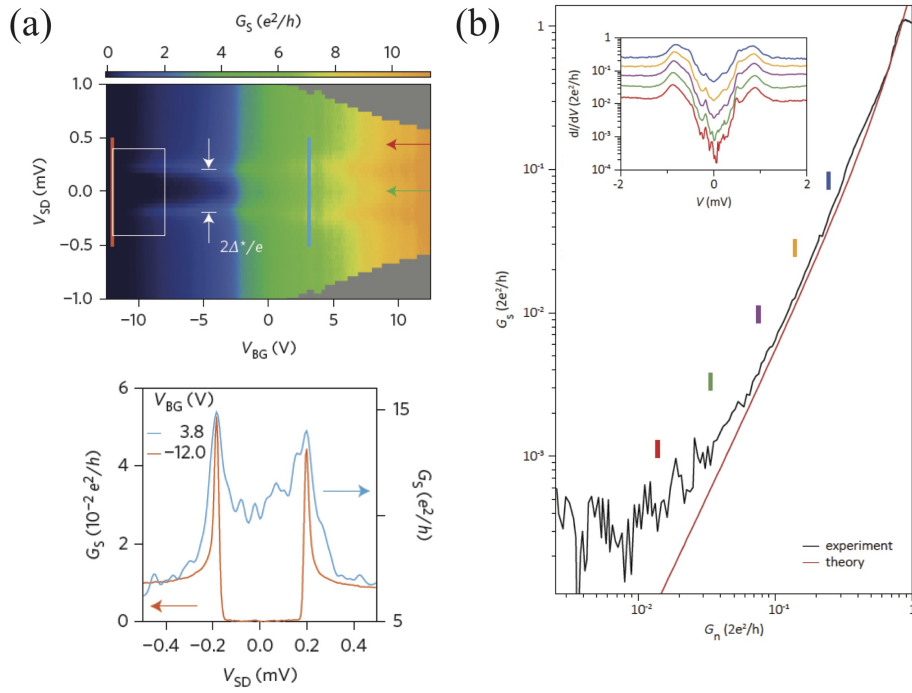 (a)
G_S (e²/h)
0 2 4 6 8 10
1.0
0.5
0.0
−0.5
−1.0
V_SD (mV)
2Δ*/e
−10 −5 0 5 10
V_BG (V)
6
4
2
0
G_S (10⁻² e²/h)
V_BG (V)
3.8
−12.0
15
10
5
G_S (e²/h)
−0.4 −0.2 0.0 0.2 0.4
V_SD (mV)
(b)
1
10⁻¹
10⁻²
10⁻³
G_s (2e²/h)
1
10⁻¹
10⁻²
10⁻³
10⁻⁴
dI/dV (2e²/h)
−2 0 2
V (mV)
experiment
theory
10⁻² 10⁻¹ 1
G_n (2e²/h)